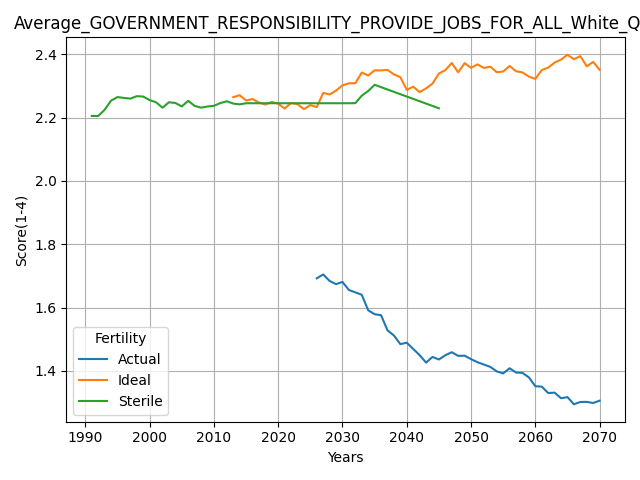 Average_GOVERNMENT_RESPONSIBILITY_PROVIDE_JOBS_FOR_ALL_White_Q
2.4
2.2
2.0
1.8
1.6
1.4
Score(1-4)
Fertility
Actual
Ideal
Sterile
1990 2000 2010 2020 2030 2040 2050 2060 2070
Years